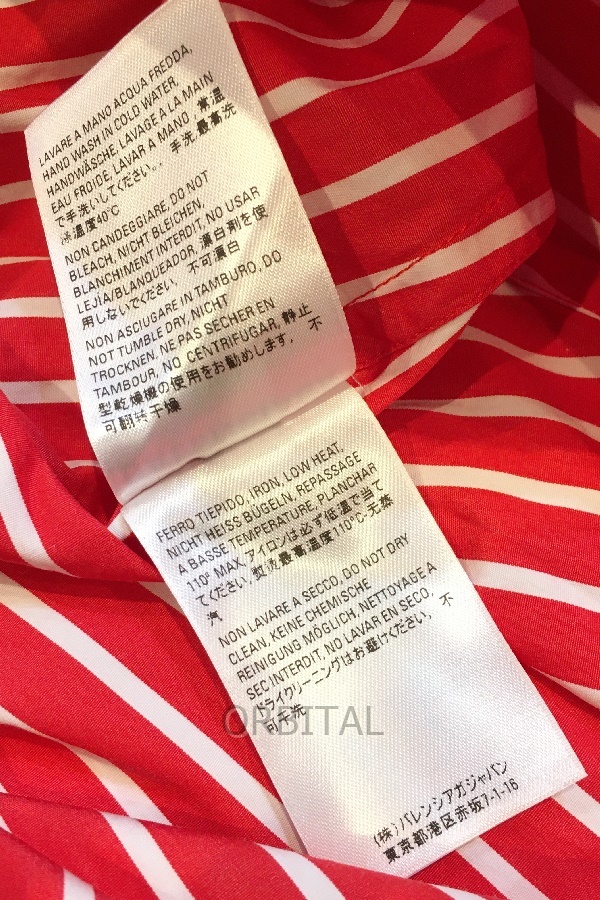 LAVARE A MANO ACQUA FREDDA,
HAND WASH IN COLD WATER,
HANDWÄSCHE, LAVAGE A LA MAIN
EAU FROIDE, LAVAR A MANO. 常温
で手洗いしてください。. 手洗,最高洗
涤温度40℃
NON CANDEGGIARE, DO NOT
BLEACH, NICHT BLEICHEN,
BLANCHIMENT INTERDIT, NO USAR
LEJÍA/BLANQUEADOR, 漂白剤を使
用しないでください。不可漂白
NON ASCIUGARE IN TAMBURO, DO
NOT TUMBLE DRY, NICHT
TROCKNEN, NE PAS SECHER EN
TAMBOUR, NO CENTRIFUGAR, 静止
型乾燥機の使用をお勧めします。 不
可翻转干燥
FERRO TIEPIDO, IRON, LOW HEAT,
NICHT HEISS BÜGELN, REPASSAGE
A BASSE TEMPERATURE, PLANCHAR
110° MAX, アイロンは必ず低温で当て
てください, 熨烫最高温度110℃-无蒸
汽
NON LAVARE A SECCO, DO NOT DRY
CLEAN, KEINE CHEMISCHE
REINIGUNG MÖGLICH, NETTOYAGE A
SEC INTERDIT, NO LAVAR EN SECO,
ドライクリーニングはお避けください。 不
可干洗
ORBITAL
(株)バレンシアガジャパン
東京都港区赤坂7-1-16